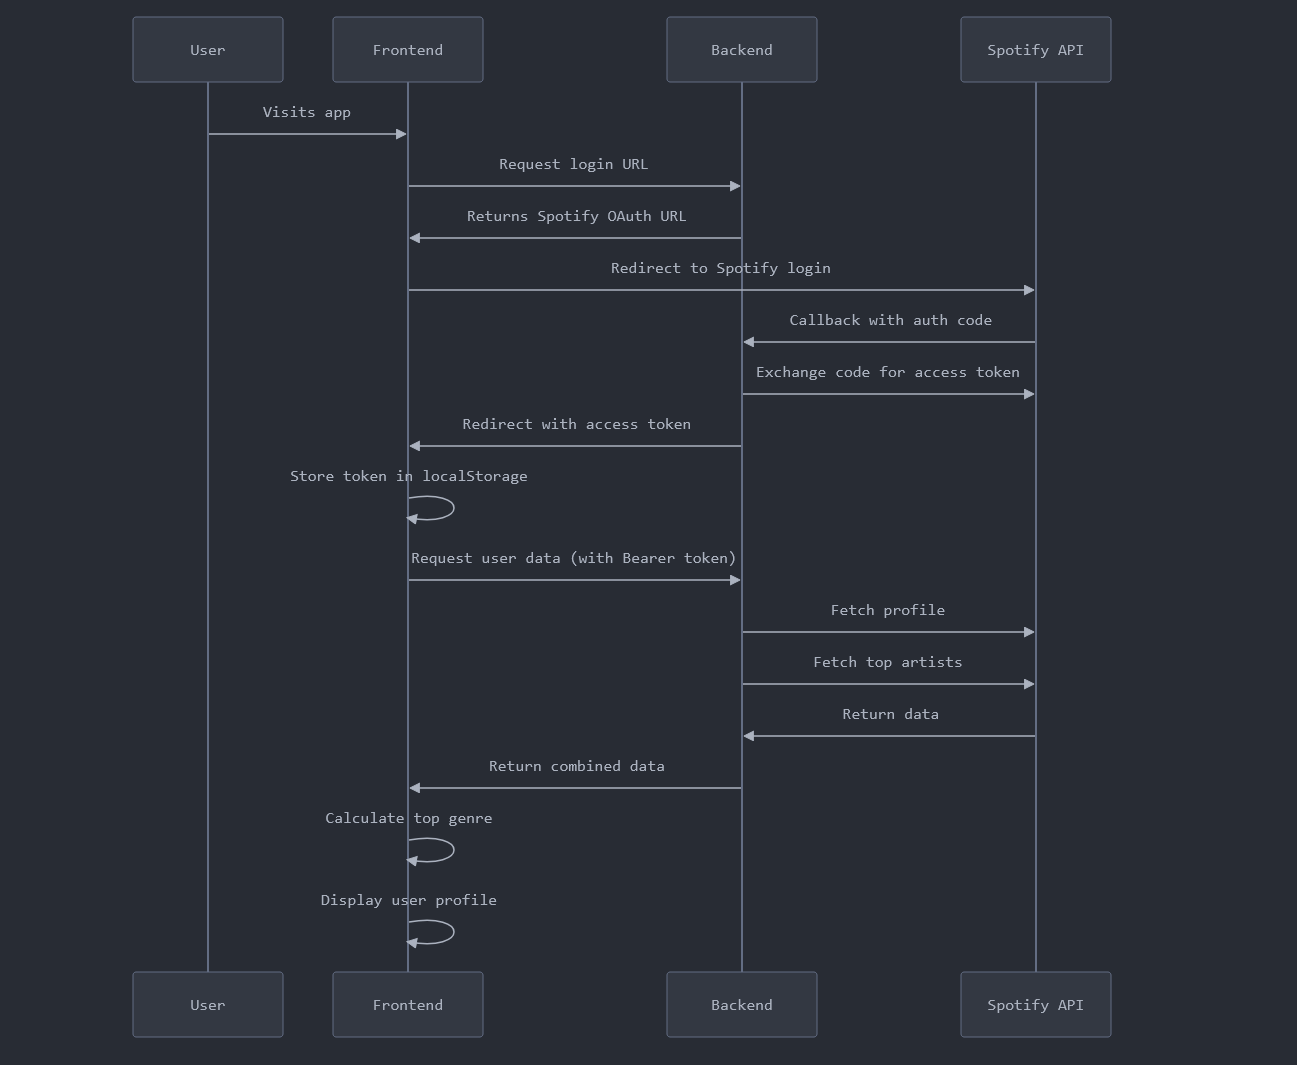 User
Frontend
Backend
Spotify API
Visits app
Request login URL
Returns Spotify OAuth URL
Redirect to Spotify login
Callback with auth code
Exchange code for access token
Redirect with access token
Store token in localStorage
Request user data (with Bearer token)
Fetch profile
Fetch top artists
Return data
Return combined data
Calculate top genre
Display user profile
User
Frontend
Backend
Spotify API